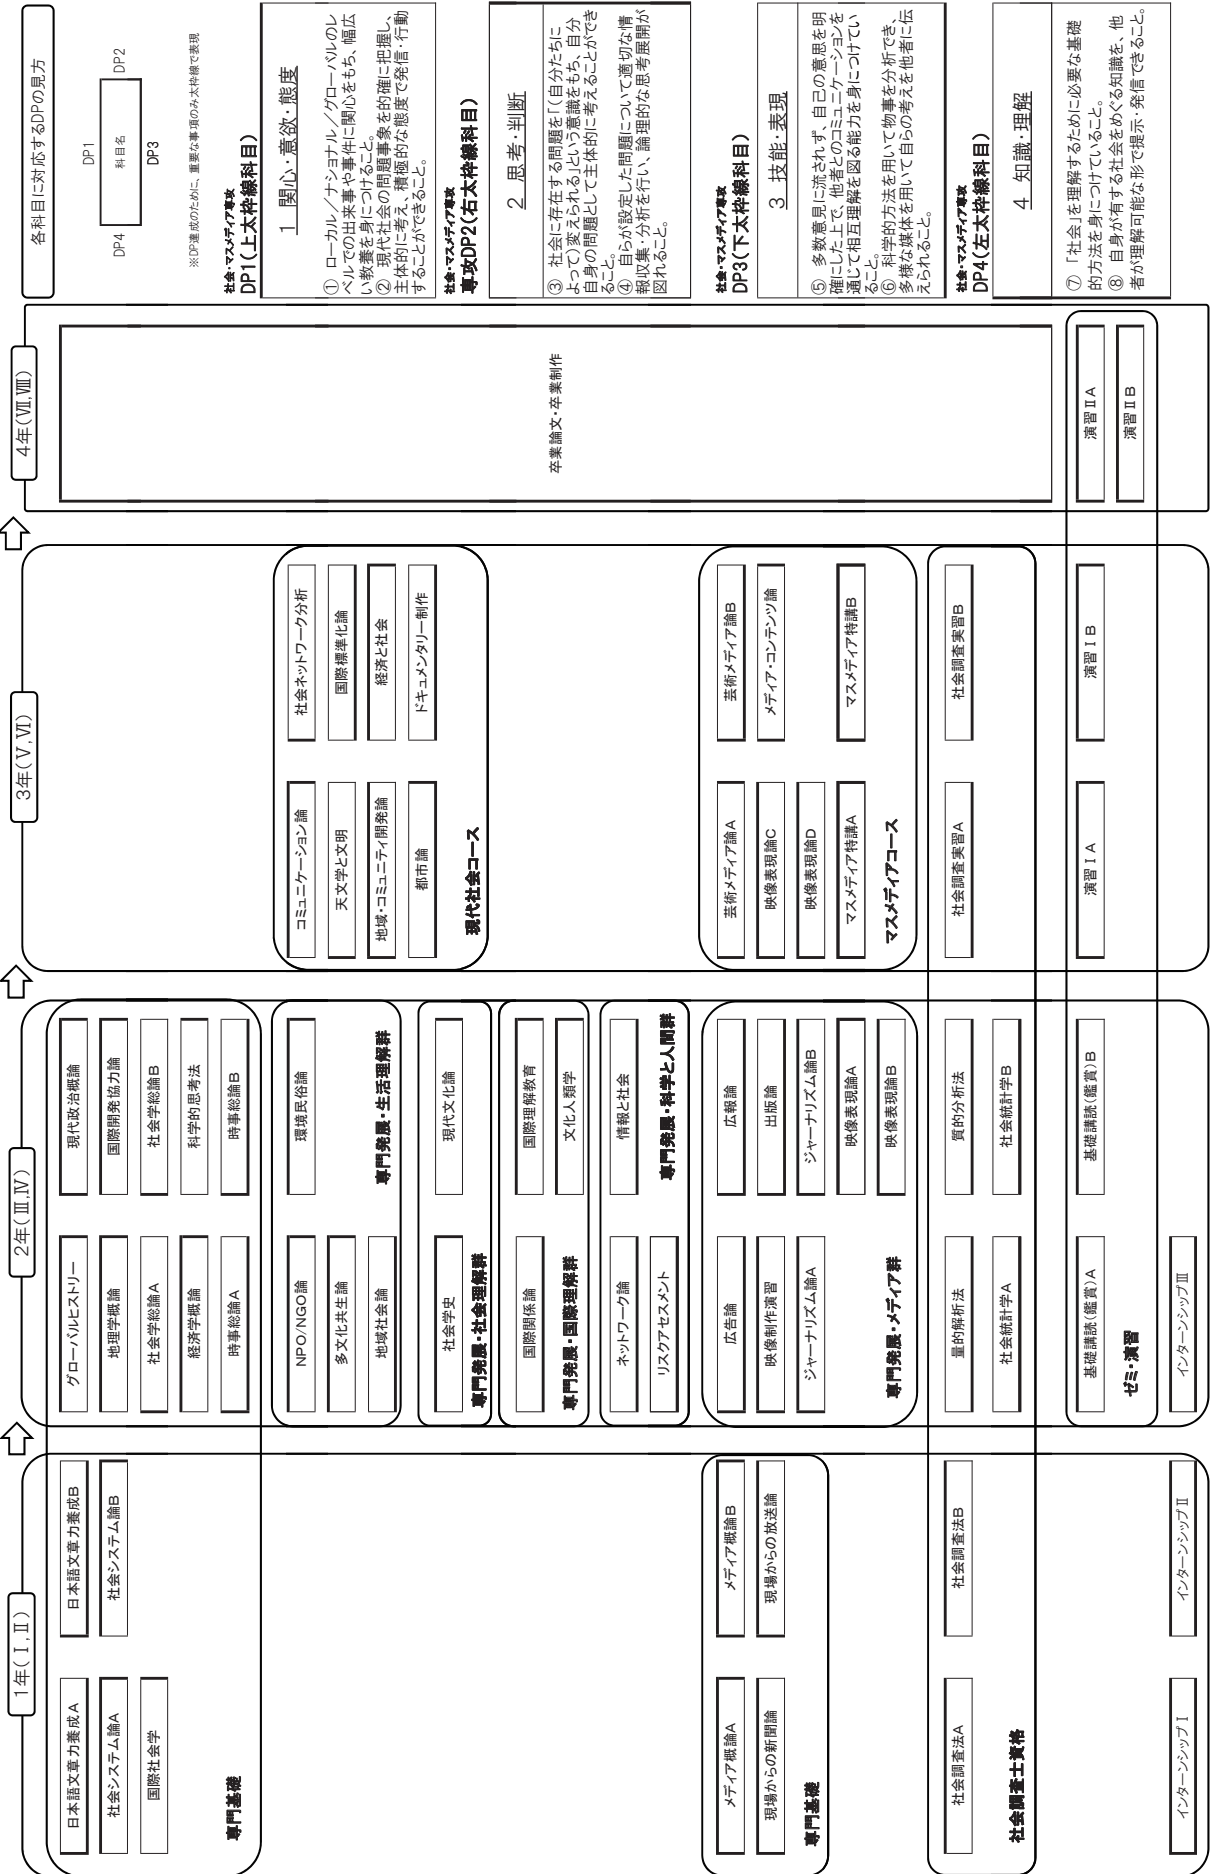 1年(Ⅰ,Ⅱ)
2年(Ⅲ,Ⅳ)
3年(Ⅴ,Ⅵ)
4年(Ⅶ,Ⅷ)
日本語文章力養成A
日本語文章力養成B
社会システム論A
社会システム論B
国際社会学
専門基礎
グローバルヒストリー
現代政治概論
地理学概論
国際開発協力論
社会学総論A
社会学総論B
経済学概論
科学的思考法
時事総論A
時事総論B
NPO/NGO論
環境民俗論
多文化共生論
地域社会論
専門発展・生活理解群
コミュニケーション論
社会ネットワーク分析
天文学と文明
国際標準化論
地域・コミュニティ開発論
経済と社会
都市論
ドキュメンタリー制作
現代社会コース
社会学史
現代文化論
専門発展・社会理解群
国際関係論
国際理解教育
文化人類学
専門発展・国際理解群
ネットワーク論
情報と社会
リスクアセスメント
専門発展・科学と人間群
メディア概論A
メディア概論B
現場からの新聞論
現場からの放送論
専門基礎
広告論
広報論
映像制作演習
出版論
ジャーナリズム論A
ジャーナリズム論B
映像表現論A
映像表現論B
専門発展・メディア群
芸術メディア論A
芸術メディア論B
映像表現論C
メディア・コンテンツ論
映像表現論D
マスメディア特講A
マスメディア特講B
マスメディアコース
社会調査法A
社会調査法B
量的解析法
質的分析法
社会調査実習A
社会調査実習B
社会統計学A
社会統計学B
社会調査士資格
基礎講読(鑑賞)A
基礎講読(鑑賞)B
演習ⅠA
演習ⅠB
演習ⅡA
演習ⅡB
ゼミ・演習
インターンシップⅠ
インターンシップⅡ
インターンシップⅢ
卒業論文・卒業制作
各科目に対応するDPの見方
DP1
DP4
科目名
DP2
DP3
※DP達成のために、重要な事項のみ太枠線で表現
社会・マスメディア専攻
DP1(上太枠線科目)
1 関心・意欲・態度
① ローカル／ナショナル／グローバルのレ
ベルでの出来事や事件に関心をもち、幅広
い教養を身につけること。
② 現代社会の問題事象を的確に把握し、
主体的に考え、積極的な態度で発信・行動
することができること。
社会・マスメディア専攻
専攻DP2(右太枠線科目)
2 思考・判断
③ 社会に存在する問題を「(自分たちに
よって)変えられる」という意識をもち、自分
自身の問題として主体的に考えることができ
ること。
④ 自らが設定した問題について適切な情
報収集・分析を行い、論理的な思考展開が
図れること。
社会・マスメディア専攻
DP3(下太枠線科目)
3 技能・表現
⑤ 多数意見に流されず、自己の意思を明
確にした上で、他者とのコミュニケーションを
通じて相互理解を図る能力を身につけてい
ること。
⑥ 科学的方法を用いて物事を分析でき、
多様な媒体を用いて自らの考えを他者に伝
えられること。
社会・マスメディア専攻
DP4(左太枠線科目)
4 知識・理解
⑦ 「社会」を理解するために必要な基礎
的方法を身につけていること。
⑧ 自身が有する社会をめぐる知識を、他
者が理解可能な形で提示・発信できること。